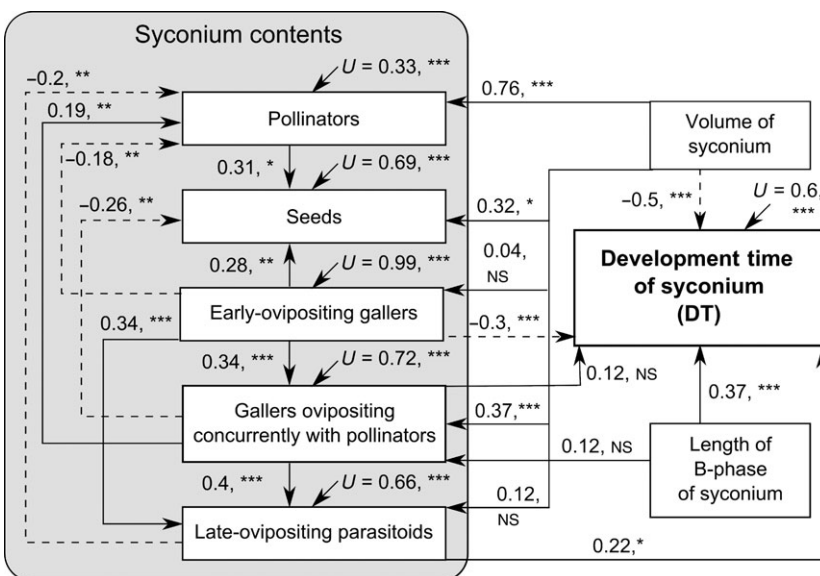 Syconium contents
–0.2, **
U = 0.33, ***
0.76, ***
0.19, **
Pollinators
Volume of
syconium
–0.18, **
0.31, *
U = 0.69, ***
–0.26, **
Seeds
0.32, *
–0.5, ***
U = 0.6,
***
0.28, **
U = 0.99, ***
0.04,
NS
Development time
of syconium
(DT)
Early-ovipositing gallers
–0.3, ***
0.34, ***
0.34, ***
U = 0.72, ***
0.12, NS
Gallers ovipositing
concurrently with pollinators
0.37,***
0.37, ***
0.12, NS
Length of
B-phase
of syconium
0.4, ***
U = 0.66, ***
0.12,
NS
Late-ovipositing parasitoids
0.22,*